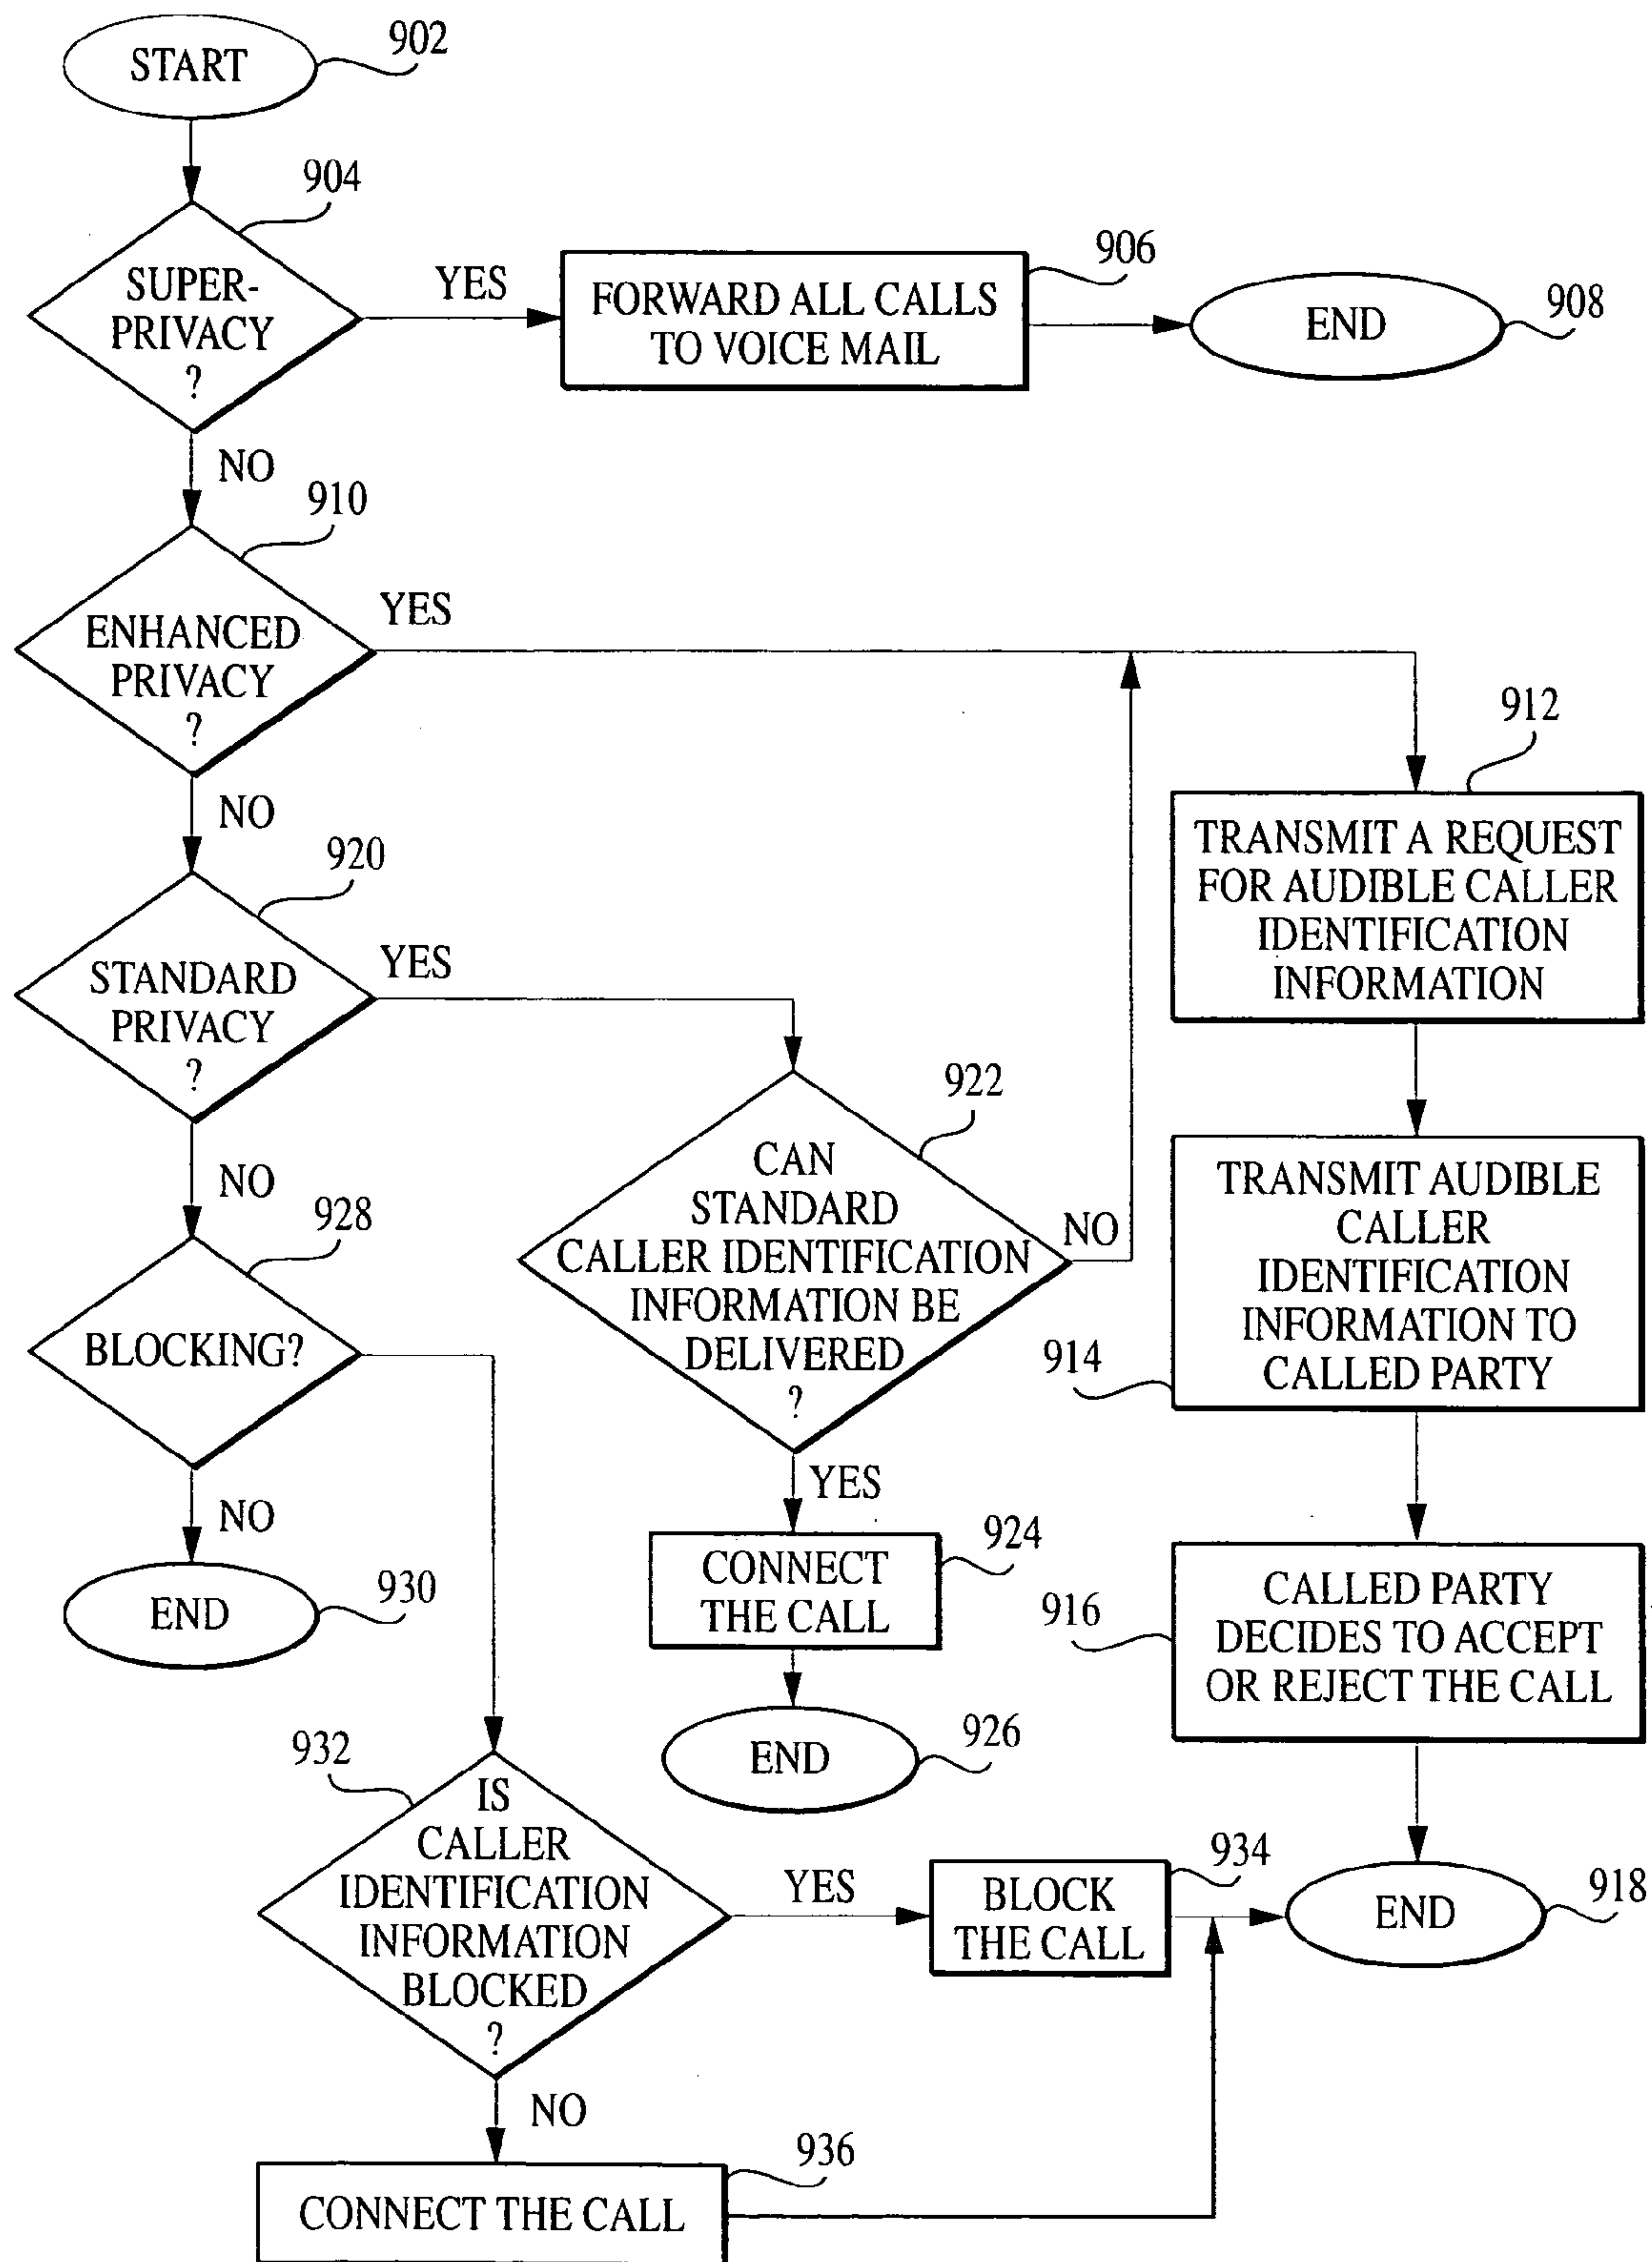 START
902
904
SUPER-
PRIVACY
?
YES
906
FORWARD ALL CALLS
TO VOICE MAIL
END
908
NO
910
ENHANCED
PRIVACY
?
YES
912
TRANSMIT A REQUEST
FOR AUDIBLE CALLER
IDENTIFICATION
INFORMATION
NO
920
STANDARD
PRIVACY
?
YES
922
CAN
STANDARD
CALLER IDENTIFICATION
INFORMATION BE
DELIVERED
?
NO
914
TRANSMIT AUDIBLE
CALLER
IDENTIFICATION
INFORMATION TO
CALLED PARTY
NO
928
BLOCKING?
YES
924
CONNECT
THE CALL
916
CALLED PARTY
DECIDES TO ACCEPT
OR REJECT THE CALL
NO
END
930
END
926
932
IS
CALLER
IDENTIFICATION
INFORMATION
BLOCKED
?
YES
934
BLOCK
THE CALL
END
918
NO
936
CONNECT THE CALL